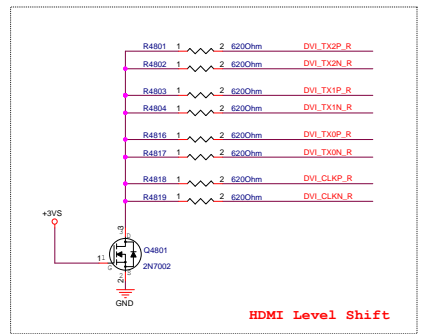 R4801 1 2 620Ohm DVI_TX2P_R
R4802 1 2 620Ohm DVI_TX2N_R
R4803 1 2 620Ohm DVI_TX1P_R
R4804 1 2 620Ohm DVI_TX1N_R
R4816 1 2 620Ohm DVI_TX0P_R
R4817 1 2 620Ohm DVI_TX0N_R
R4818 1 2 620Ohm DVI_CLKP_R
R4819 1 2 620Ohm DVI_CLKN_R
+3VS
3
D
Q4801
1 1
G
2N7002
S
2
GND
HDMI Level Shift